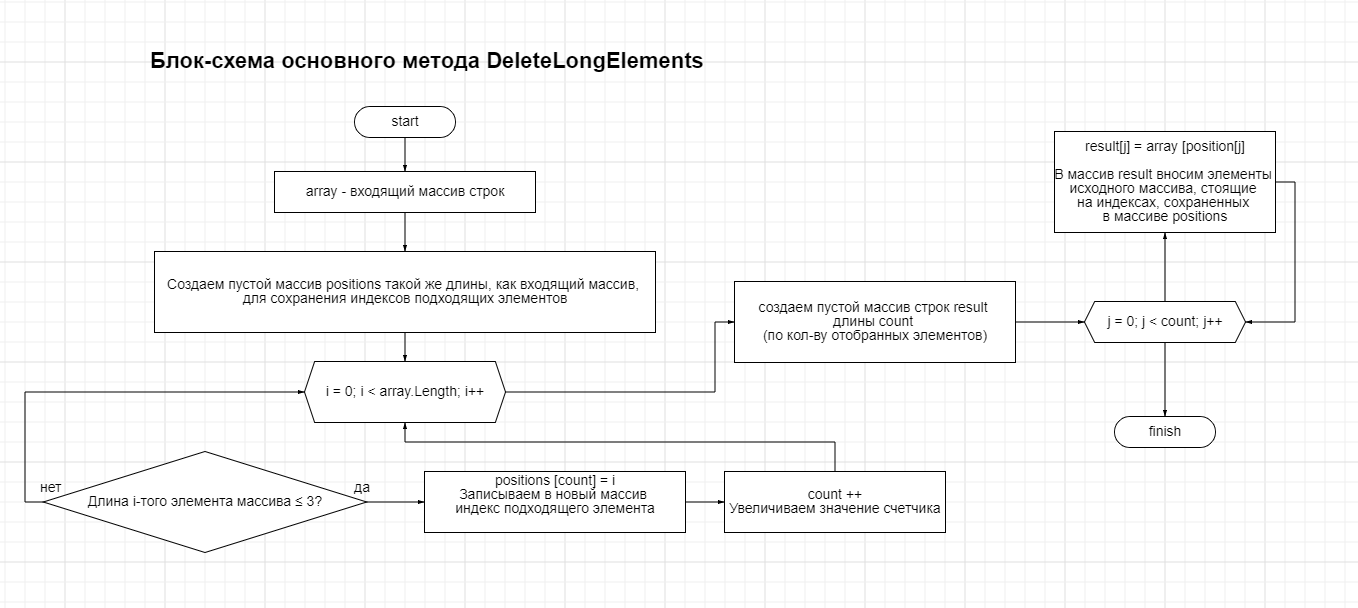 Блок-схема основного метода DeleteLongElements
start
array - входящий массив строк
Создаем пустой массив positions такой же длины, как входящий массив,
для сохранения индексов подходящих элементов
i = 0; i < array.Length; i++
нет
Длина i-того элемента массива ≤ 3?
да
positions [count] = i
Записываем в новый массив
индекс подходящего элемента
count ++
Увеличиваем значение счетчика
создаем пустой массив строк result
длины count
(по кол-ву отобранных элементов)
j = 0; j < count; j++
result[j] = array [position[j]
В массив result вносим элементы
исходного массива, стоящие
на индексах, сохраненных
в массиве positions
finish